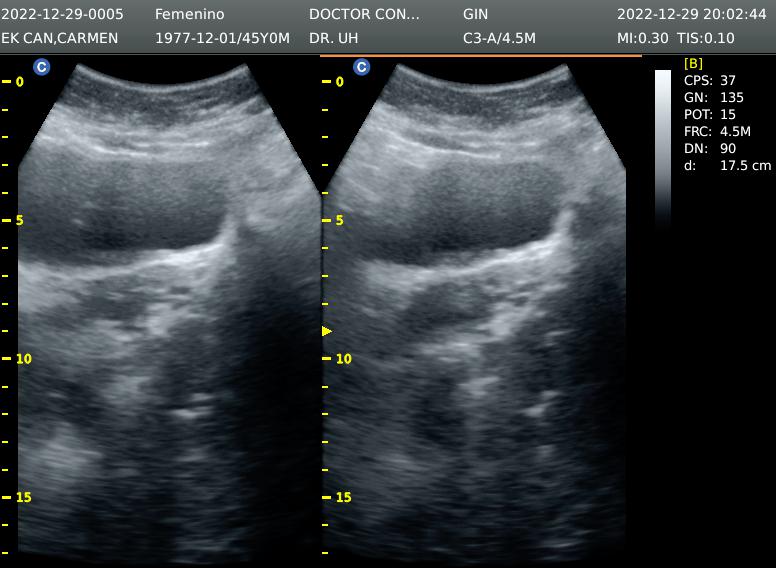 2022-12-29-0005 Femenino DOCTOR CON... GIN 2022-12-29 20:02:44
EK CAN,CARMEN 1977-12-01/45Y0M DR. UH C3-A/4.5M MI:0.30 TIS:0.10
C C
[B]
0 0
CPS: 37
GN: 135
POT: 15
FRC: 4.5M
DN: 90
d: 17.5 cm
5 5
10 10
15 15